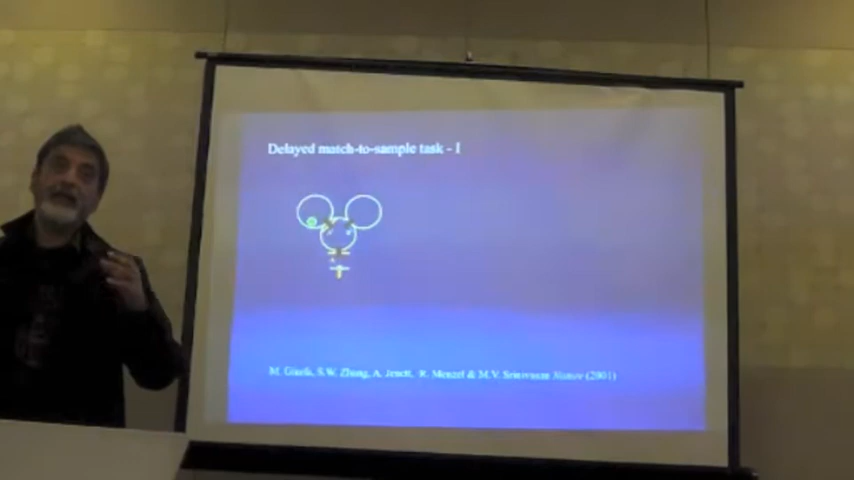 Delayed match-to-sample task - I
M. Giurfa, S.W. Zhang, A. Jenett, R. Menzel & M.V. Srinivasan Nature (2001)